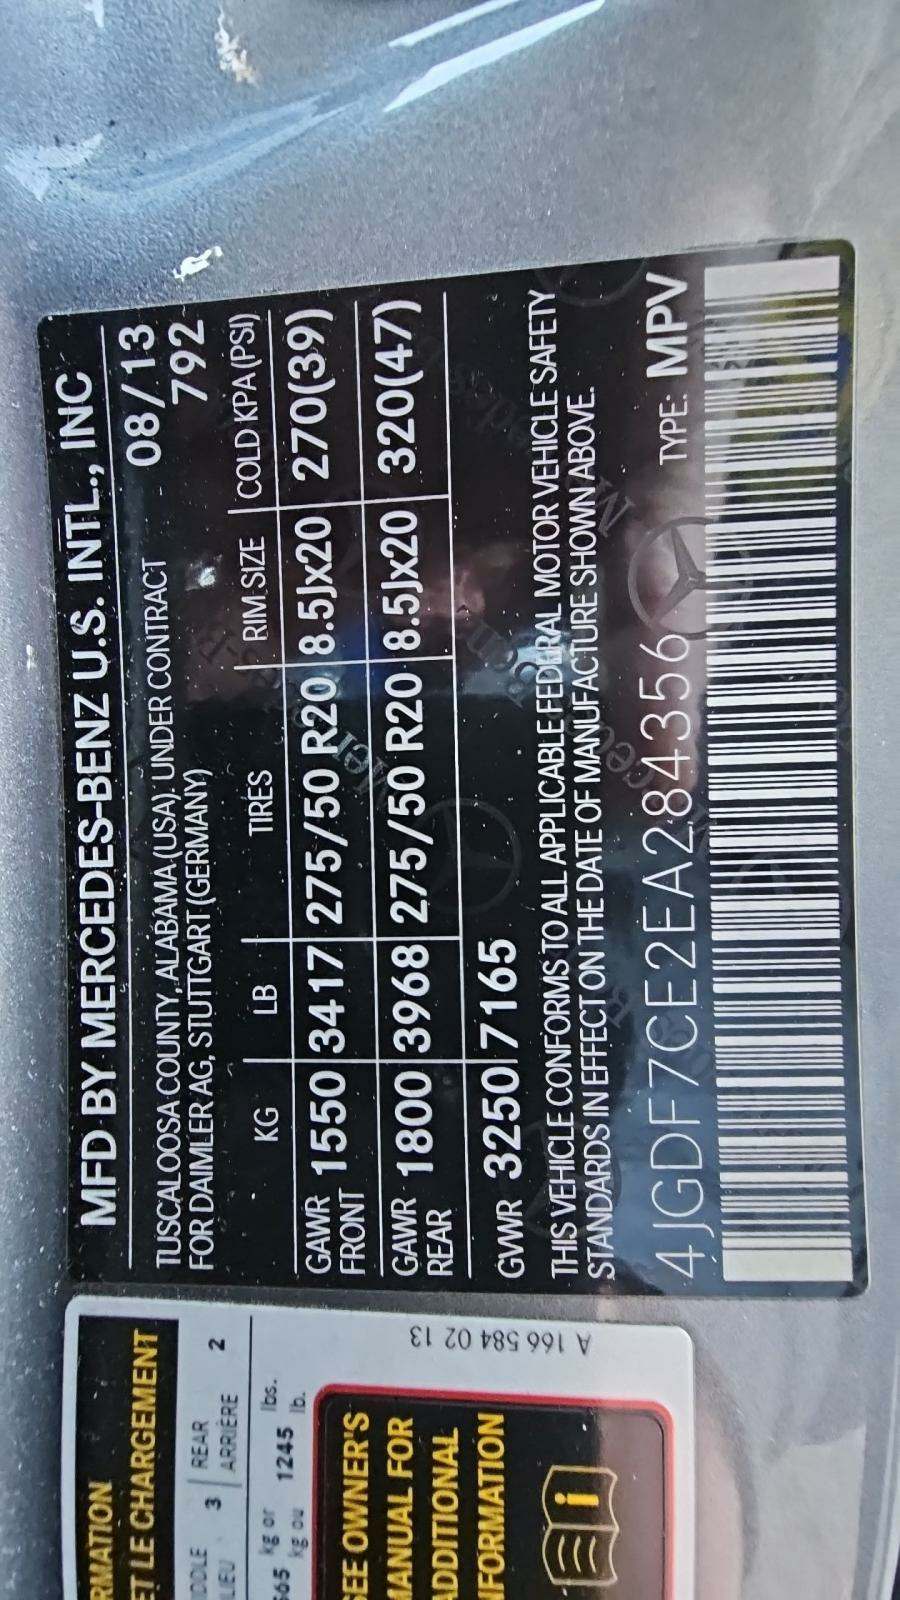 MFD BY MERCEDES-BENZ U.S. INTL., INC
TUSCALOOSA COUNTY, ALABAMA (USA), UNDER CONTRACT 08/13
FOR DAIMLER AG, STUTTGART (GERMANY) 792
KG LB TIRES RIM SIZE COLD KPA (PSI)
GAWR FRONT 1550 3417 275/50 R20 8.5Jx20 270(39)
GAWR REAR 1800 3968 275/50 R20 8.5Jx20 320(47)
GVWR 3250 7165
THIS VEHICLE CONFORMS TO ALL APPLICABLE FEDERAL MOTOR VEHICLE SAFETY
STANDARDS IN EFFECT ON THE DATE OF MANUFACTURE SHOWN ABOVE.
4JGDF7CE2EA284356 TYPE: MPV
ET LE CHARGEMENT
3 REAR 2
ARRIÈRE
kg or 1245 lbs.
kg ou lb.
SEE OWNER'S
MANUAL FOR
ADDITIONAL
INFORMATION
A 166 584 02 13